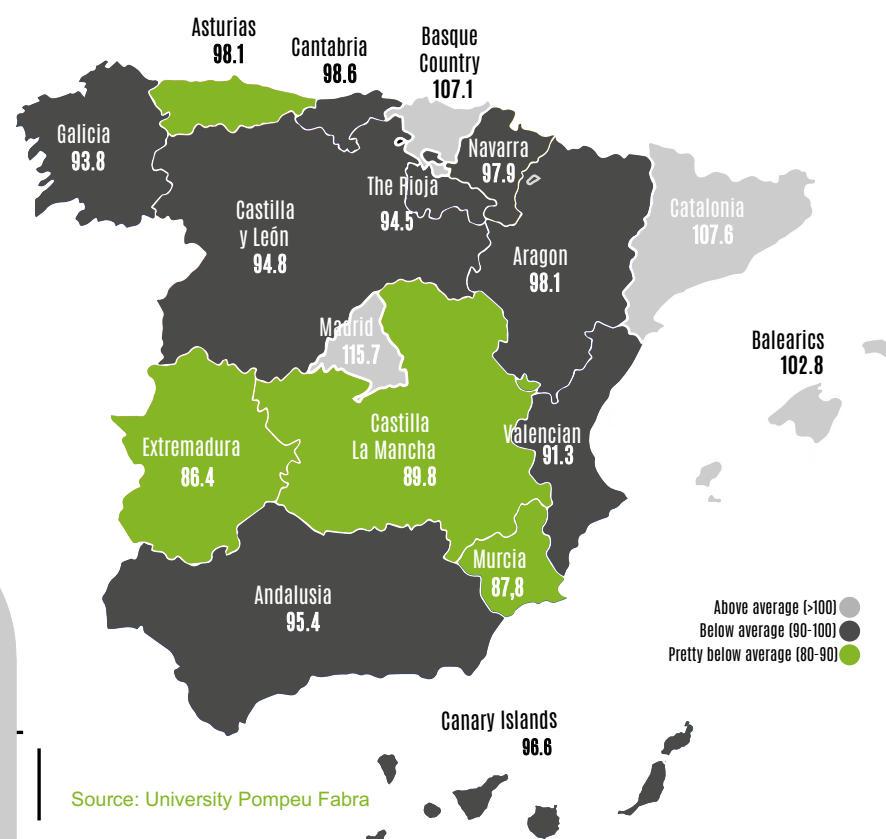 Asturias
98.1
Cantabria
98.6
Basque
Country
107.1
Galicia
93.8
Navarra
97.9
The Rioja
94.5
Castilla
y León
94.8
Catalonia
107.6
Aragon
98.1
Madrid
115.7
Balearics
102.8
Castilla
La Mancha
89.8
Valencian
91.3
Extremadura
86.4
Murcia
87,8
Andalusia
95.4
Above average (>100)
Below average (90-100)
Pretty below average (80-90)
Canary Islands
96.6
Source: University Pompeu Fabra